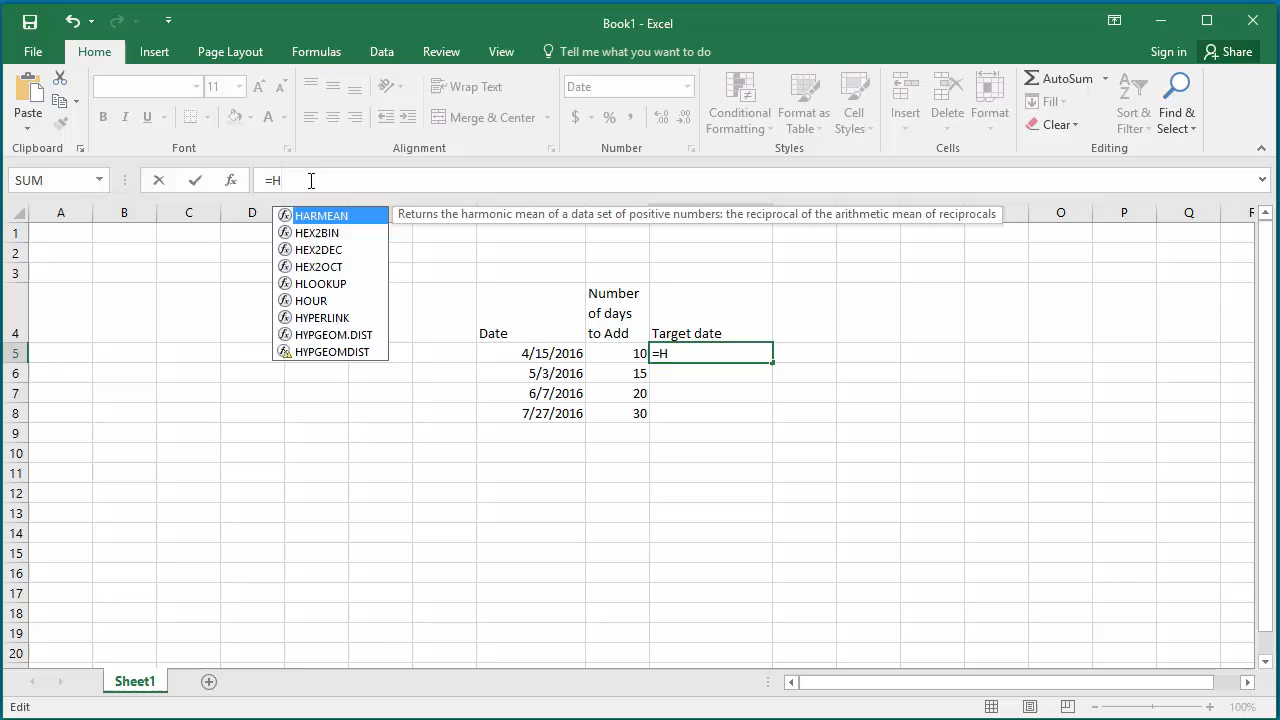 Book1 - Excel
File Home Insert Page Layout Formulas Data Review View Tell me what you want to do Sign in Share
Paste
Clipboard
11
B I U
Font
Wrap Text
Merge & Center
Alignment
Date
$ % ,
Number
Conditional Formatting
Format as Table
Cell Styles
Styles
Insert Delete Format
Cells
AutoSum
Fill
Clear
Sort & Filter
Find & Select
Editing
SUM fx =H
A B C D O P Q R
HARMEAN Returns the harmonic mean of a data set of positive numbers: the reciprocal of the arithmetic mean of reciprocals
HEX2BIN
HEX2DEC
HEX2OCT
HLOOKUP
HOUR
HYPERLINK
HYPGEOM.DIST
HYPGEOMDIST
1
2
3
Number
of days
4 Date to Add Target date
5 4/15/2016 10 =H
6 5/3/2016 15
7 6/7/2016 20
8 7/27/2016 30
9
10
11
12
13
14
15
16
17
18
19
20
Sheet1
Edit 100%